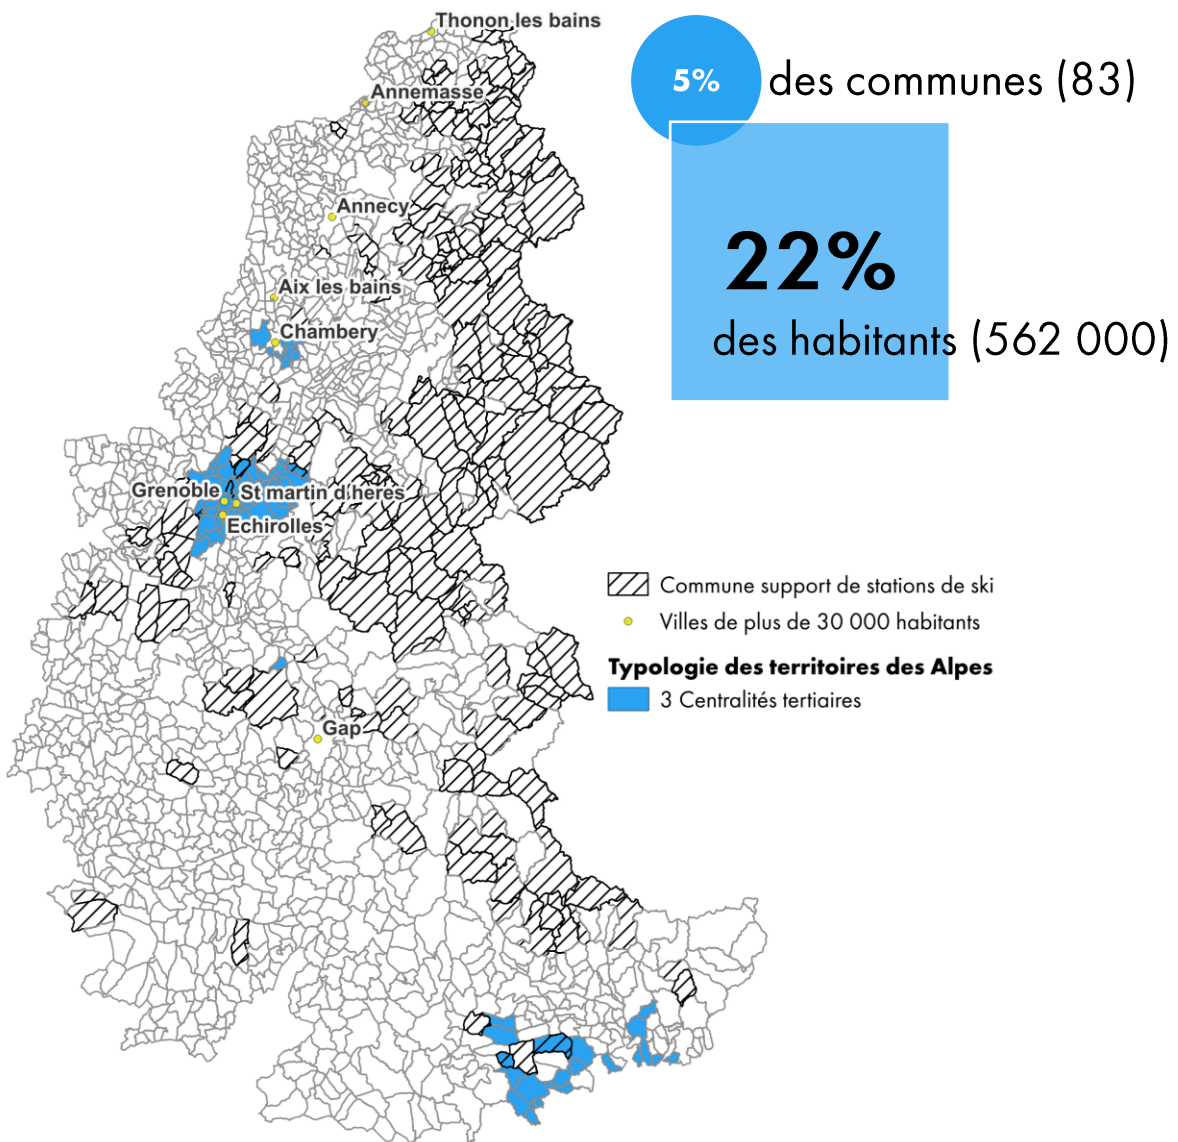 Thonon les bains
Annemasse
Annecy
Aix les bains
Chambery
Grenoble
St martin d'heres
Echirolles
Gap
5%
des communes (83)
22%
des habitants (562 000)
Commune support de stations de ski
Villes de plus de 30 000 habitants
Typologie des territoires des Alpes
3 Centralités tertiaires